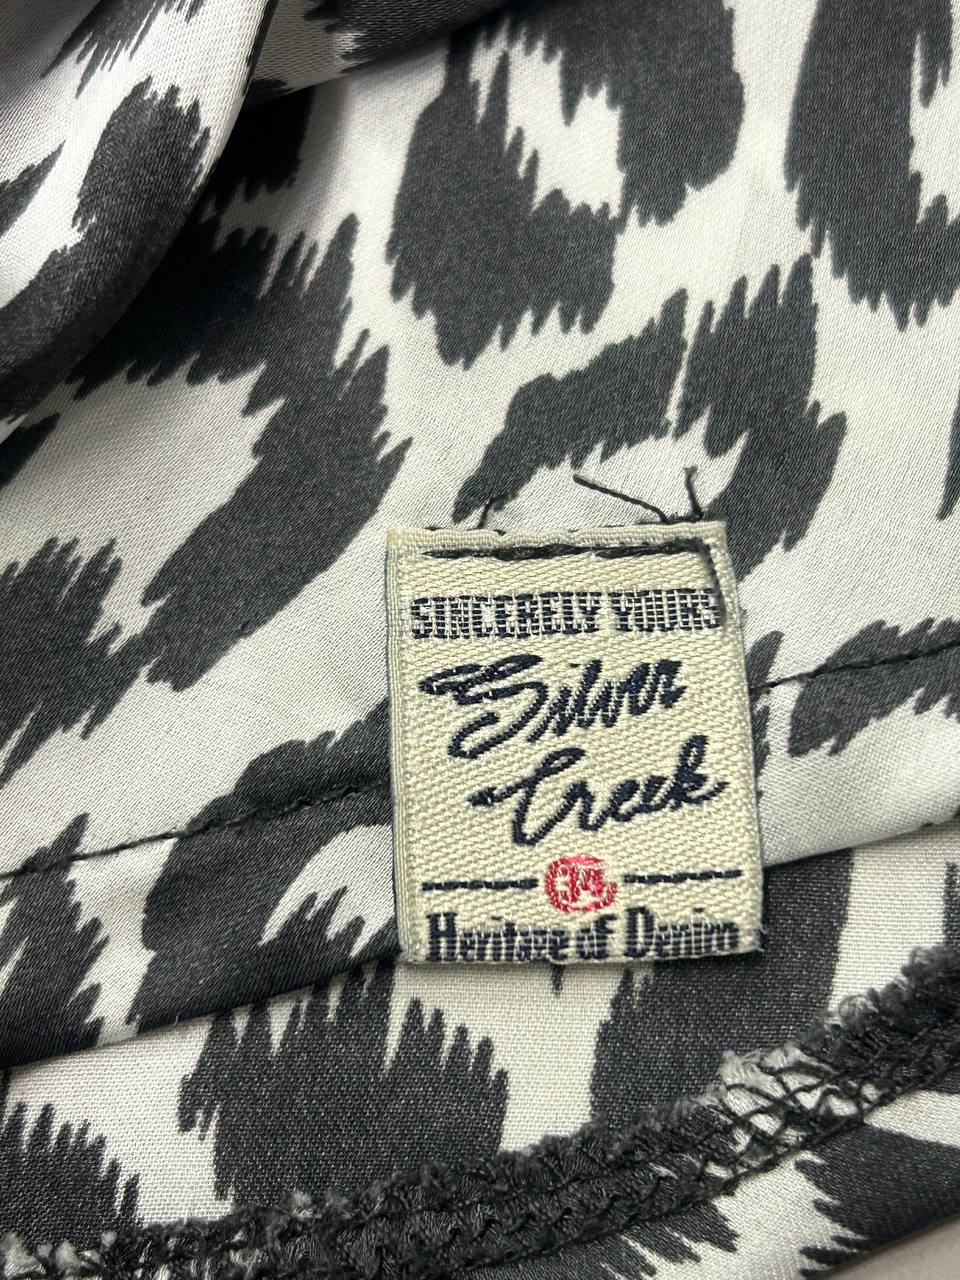 SINCERELY YOURS
Silver
Creek
Heritage of Denim